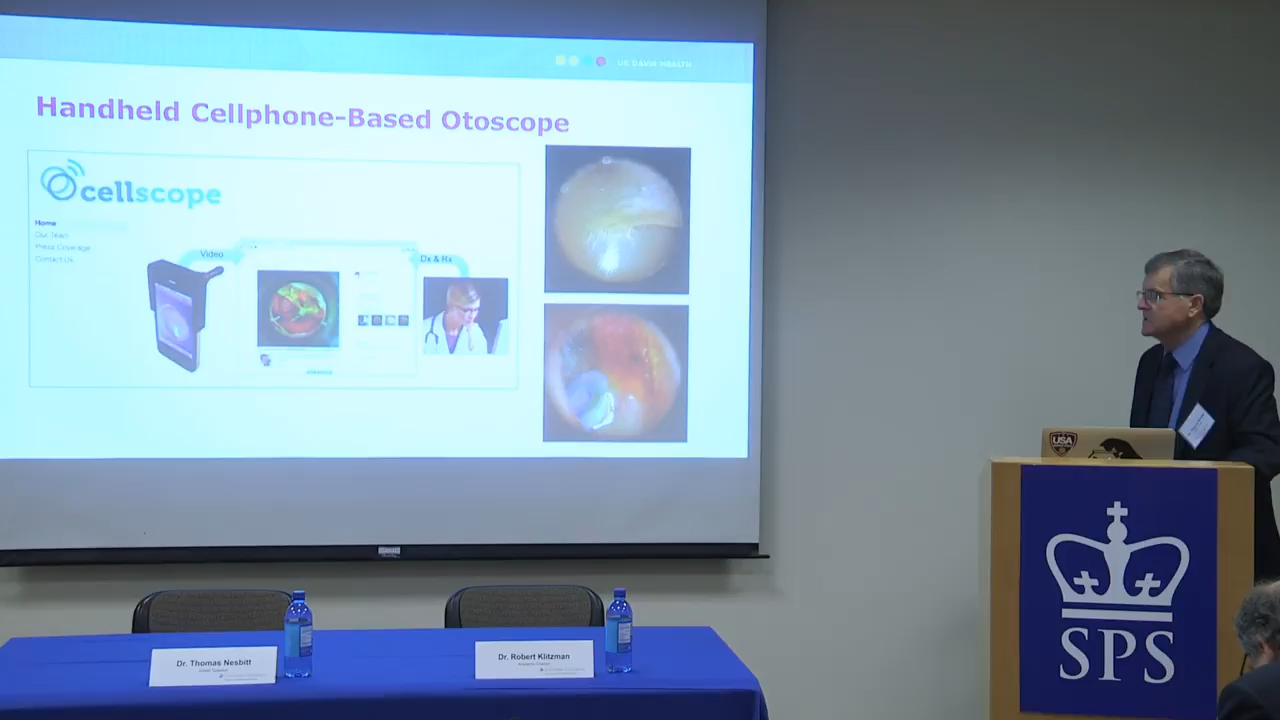 UC DAVIS HEALTH
Handheld Cellphone-Based Otoscope
cellscope
Home
Our Team
Press Coverage
Contact Us
Video
Dx & Rx
USA
SPS
Dr. Thomas Nesbitt
Dr. Robert Klitzman